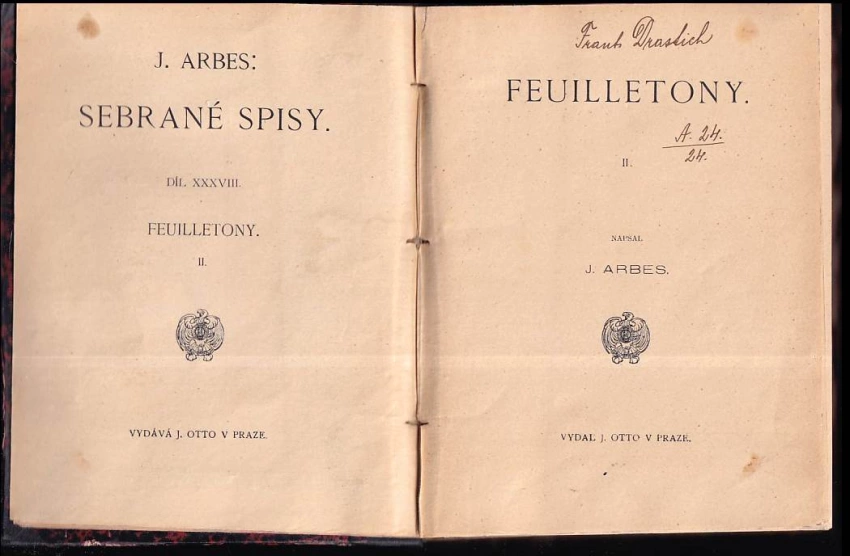 J. ARBES:
SEBRANÉ SPISY.
DÍL XXXVIII.
FEUILLETONY.
II.
VYDÁVÁ J. OTTO V PRAZE.
Frant Drastich
FEUILLETONY.
A. 24.
24.
II.
NAPSAL
J. ARBES.
VYDAL J. OTTO V PRAZE.